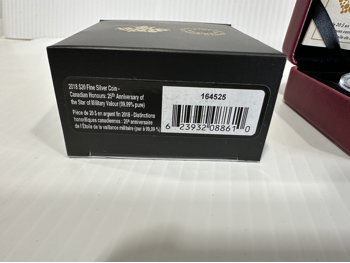 2018 $20 Fine Silver Coin -
Canadian Honours: 25th Anniversary of
the Star of Military Valour (99.99% pure)
Pièce de 20 $ en argent fin 2018 - Distinctions
honorifiques canadiennes : 25e anniversaire
de l'Étoile de la vaillance militaire (pur à 99,99 %)
164525
6 23932 08861 0